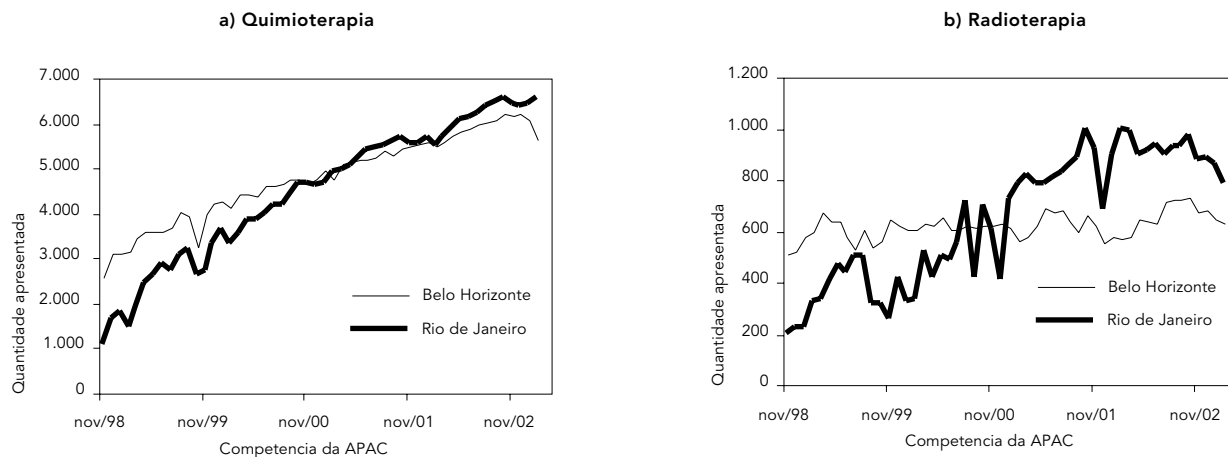 a) Quimioterapia
Quantidade apresentada
7.000
6.000
5.000
4.000
3.000
2.000
1.000
0
Belo Horizonte
Rio de Janeiro
nov/98 nov/99 nov/00 nov/01 nov/02
Competencia da APAC
b) Radioterapia
Quantidade apresentada
1.200
1.000
800
600
400
200
0
Belo Horizonte
Rio de Janeiro
nov/98 nov/99 nov/00 nov/01 nov/02
Competencia da APAC